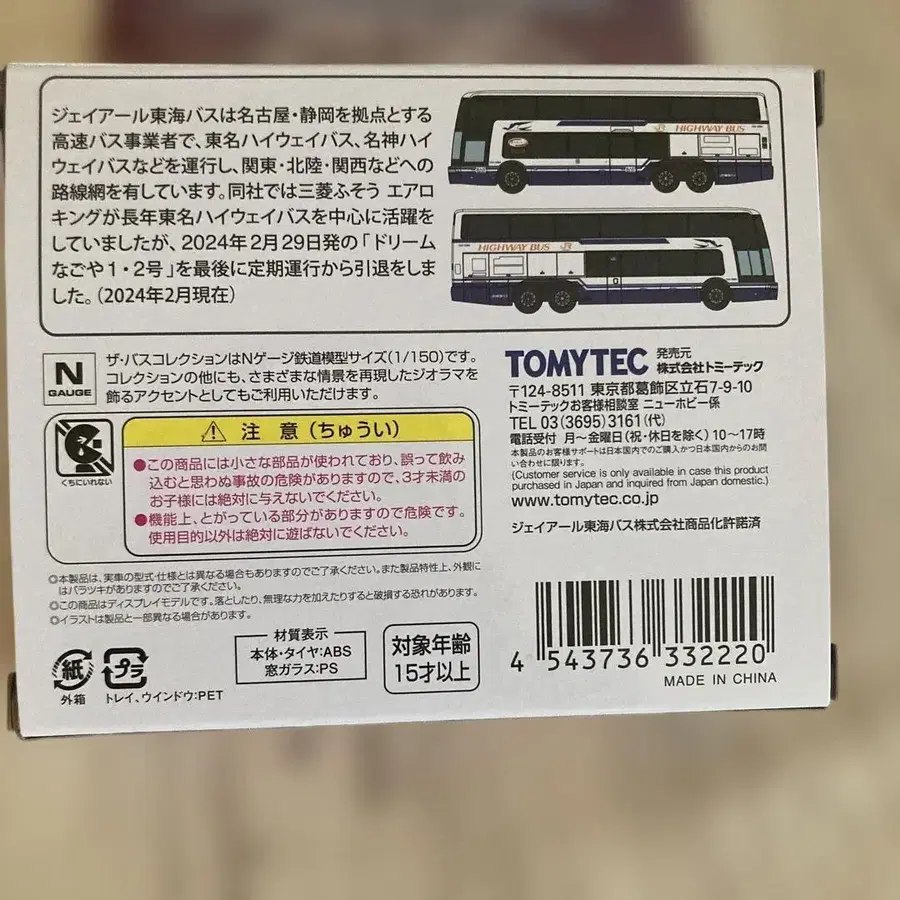 ジェイアール東海バスは名古屋・静岡を拠点とする
高速バス事業者で、東名ハイウェイバス、名神ハイ
ウェイバスなどを運行し、関東・北陸・関西などへの
路線網を有しています。同社では三菱ふそう エアロ
キングが長年東名ハイウェイバスを中心に活躍を
していましたが、2024年2月29日発の「ドリーム
なごや1・2号」を最後に定期運行から引退をしま
した。(2024年2月現在)
HIGHWAY BUS
HIGHWAY BUS JR
N
GAUGE
ザ・バスコレクションはNゲージ鉄道模型サイズ(1/150)です。
コレクションの他にも、さまざまな情景を再現したジオラマを
飾るアクセントとしてもご利用いただけます。
くちにいれない
注 意(ちゅうい)
●この商品には小さな部品が使われており、誤って飲み
込むと思わぬ事故の危険がありますので、3才未満の
お子様には絶対に与えないでください。
●機能上、とがっている部分がありますので危険です。
使用目的以外は絶対に遊ばないでください。
◎本製品は、実車の型式・仕様とは異なる場合もありますのでご了承ください。また製品特性上、外観に
はバラツキがありますのでご了承ください。
◎この商品はディスプレイモデルです。落としたり、無理な力を加えたりすると破損する恐れがあります。
◎イラストは製品と一部異なる場合があります。
紙
外箱
プラ
トレイ、ウインドウ:PET
材質表示
本体・タイヤ:ABS
窓ガラス:PS
対象年齢
15才以上
TOMYTEC 発売元
株式会社トミーテック
〒124-8511 東京都葛飾区立石7-9-10
トミーテックお客様相談室 ニューホビー係
TEL 03(3695)3161(代)
電話受付 月~金曜日(祝・休日を除く)10~17時
本製品のお客様サポートは日本国内でのご購入かつ日本国内からのお問
い合わせに限ります。
(Customer service is only available in case this product
purchased in Japan and inquired from Japan domestic.)
www.tomytec.co.jp
ジェイアール東海バス株式会社商品化許諾済
4 543736 332220
MADE IN CHINA